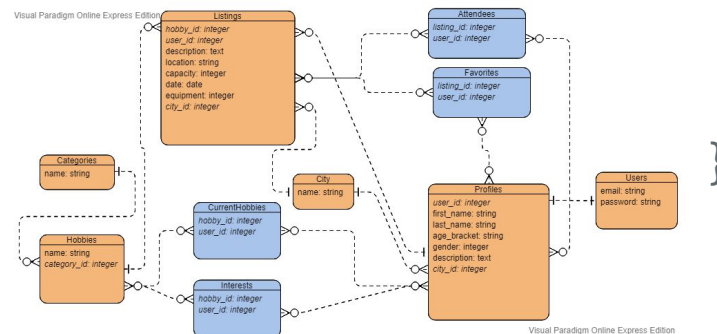 Visual Paradigm Online Express Edition
Listings
hobby_id: integer
user_id: integer
description: text
location: string
capacity: integer
date: date
equipment: integer
city_id: integer
Attendees
listing_id: integer
user_id: integer
Favorites
listing_id: integer
user_id: integer
Categories
name: string
City
name: string
Users
email: string
password: string
CurrentHobbies
hobby_id: integer
user_id: integer
Profiles
user_id: integer
first_name: string
last_name: string
age_bracket: string
gender: integer
description: text
city_id: integer
Hobbies
name: string
category_id: integer
Interests
hobby_id: integer
user_id: integer
Visual Paradigm Online Express Edition